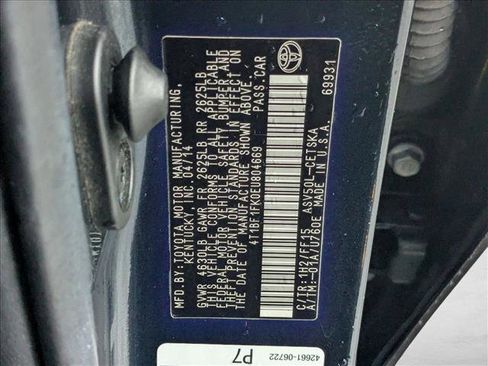 MFD. BY: TOYOTA MOTOR MANUFACTURING,
KENTUCKY, INC. 04/14
GVWR 4630LB GAWR FR 2625LB RR 2625LB
THIS VEHICLE CONFORMS TO ALL APPLICABLE
FEDERAL MOTOR VEHICLE SAFETY, BUMPER, AND
THEFT PREVENTION STANDARDS IN EFFECT ON
THE DATE OF MANUFACTURE SHOWN ABOVE.
4T1BF1FK0EU804669 PASS.CAR
C/TR:1H2/FF15 ASV50L-CETSKA
A/TM:-01A/U760E MADE IN U.S.A.
69931
42661-06722
P7